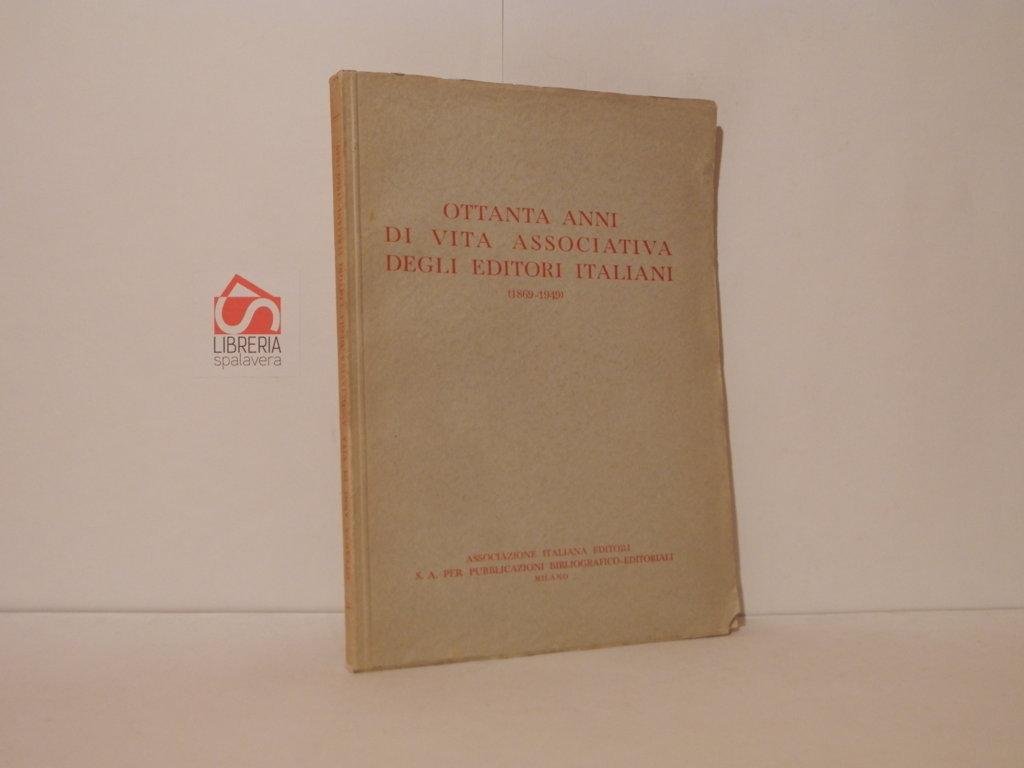 OTTANTA ANNI
DI VITA ASSOCIATIVA
DEGLI EDITORI ITALIANI
(1869-1949)
LIBRERIA
spalavera
ASSOCIAZIONE ITALIANA EDITORI
S. A. PER PUBBLICAZIONI BIBLIOGRAFICO-EDITORIALI
MILANO